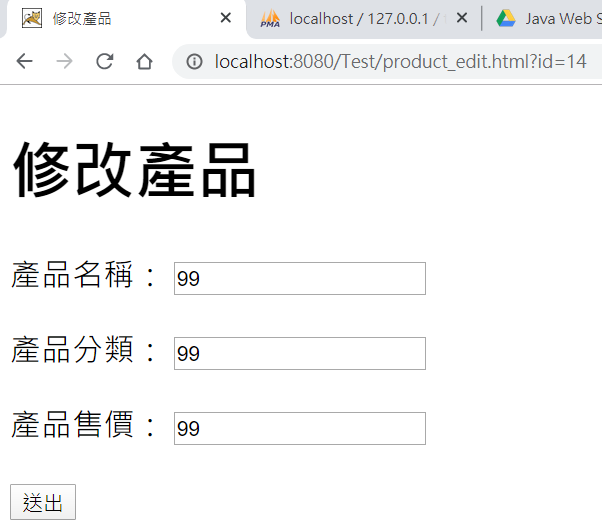 修改產品
localhost / 127.0.0.1 /
PMA
Java Web S
localhost:8080/Test/product_edit.html?id=14
修改產品
產品名稱： 99
產品分類： 99
產品售價： 99
送出